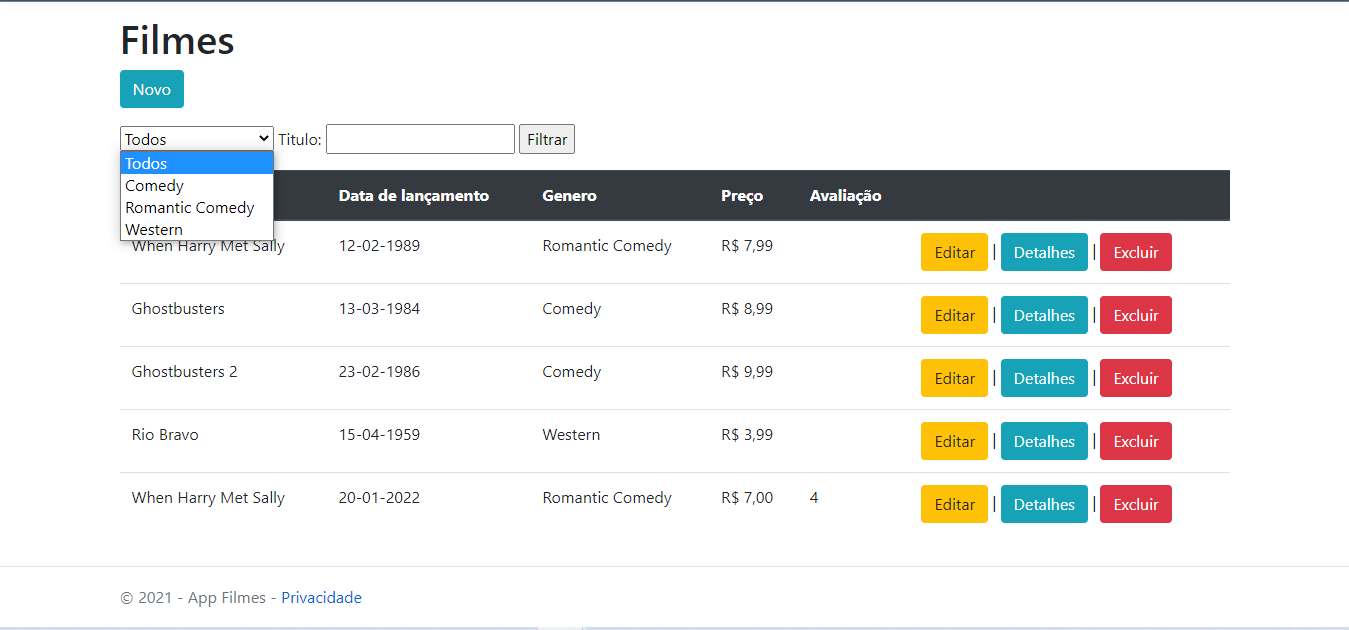 Filmes
Novo
Todos Titulo: Filtrar
Todos
Comedy
Romantic Comedy
Western
Data de lançamento Genero Preço Avaliação
When Harry Met Sally 12-02-1989 Romantic Comedy R$ 7,99 Editar | Detalhes | Excluir
Ghostbusters 13-03-1984 Comedy R$ 8,99 Editar | Detalhes | Excluir
Ghostbusters 2 23-02-1986 Comedy R$ 9,99 Editar | Detalhes | Excluir
Rio Bravo 15-04-1959 Western R$ 3,99 Editar | Detalhes | Excluir
When Harry Met Sally 20-01-2022 Romantic Comedy R$ 7,00 4 Editar | Detalhes | Excluir
© 2021 - App Filmes - Privacidade